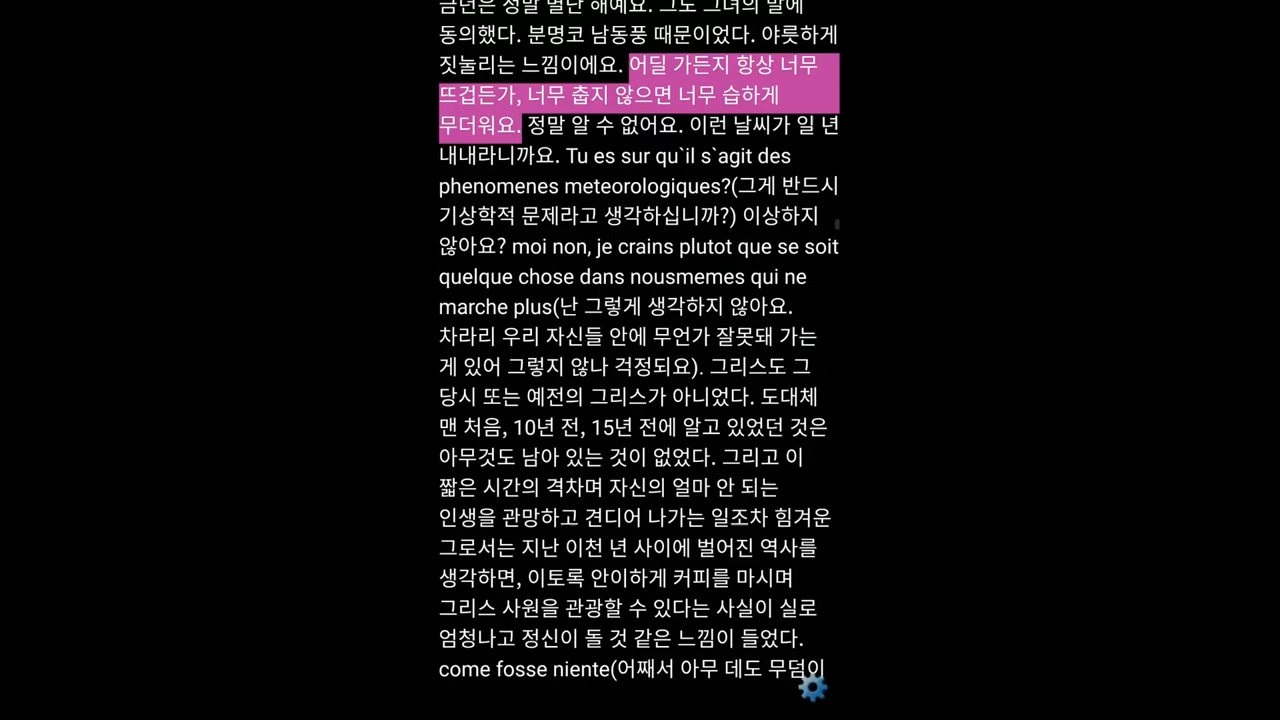 금년은 정말 별난 해예요. 그도 그녀의 말에
동의했다. 분명코 남동풍 때문이었다. 야릇하게
짓눌리는 느낌이에요. 어딜 가든지 항상 너무
뜨겁든가, 너무 춥지 않으면 너무 습하게
무더워요. 정말 알 수 없어요. 이런 날씨가 일 년
내내라니까요. Tu es sur qu`il s`agit des
phenomenes meteorologiques?(그게 반드시
기상학적 문제라고 생각하십니까?) 이상하지
않아요? moi non, je crains plutot que se soit
quelque chose dans nousmemes qui ne
marche plus(난 그렇게 생각하지 않아요.
차라리 우리 자신들 안에 무언가 잘못돼 가는
게 있어 그렇지 않나 걱정되요). 그리스도 그
당시 또는 예전의 그리스가 아니었다. 도대체
맨 처음, 10년 전, 15년 전에 알고 있었던 것은
아무것도 남아 있는 것이 없었다. 그리고 이
짧은 시간의 격차며 자신의 얼마 안 되는
인생을 관망하고 견디어 나가는 일조차 힘겨운
그로서는 지난 이천 년 사이에 벌어진 역사를
생각하면, 이토록 안이하게 커피를 마시며
그리스 사원을 관광할 수 있다는 사실이 실로
엄청나고 정신이 돌 것 같은 느낌이 들었다.
come fosse niente(어째서 아무 데도 무덤이